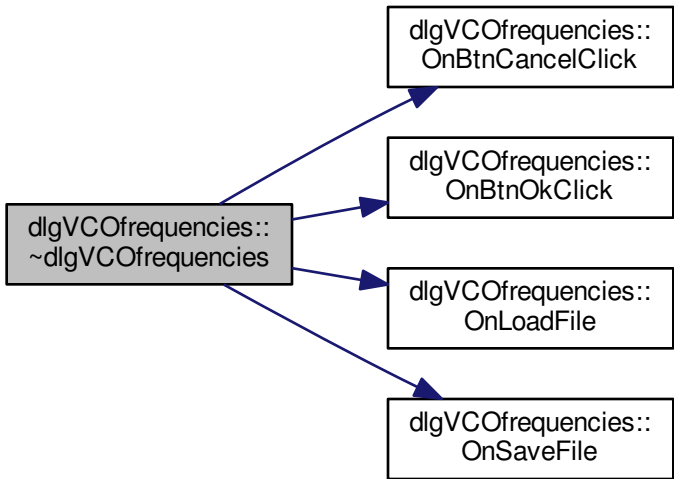 dlgVCOfrequencies::
OnBtnCancelClick
dlgVCOfrequencies::
OnBtnOkClick
dlgVCOfrequencies::
~dlgVCOfrequencies
dlgVCOfrequencies::
OnLoadFile
dlgVCOfrequencies::
OnSaveFile